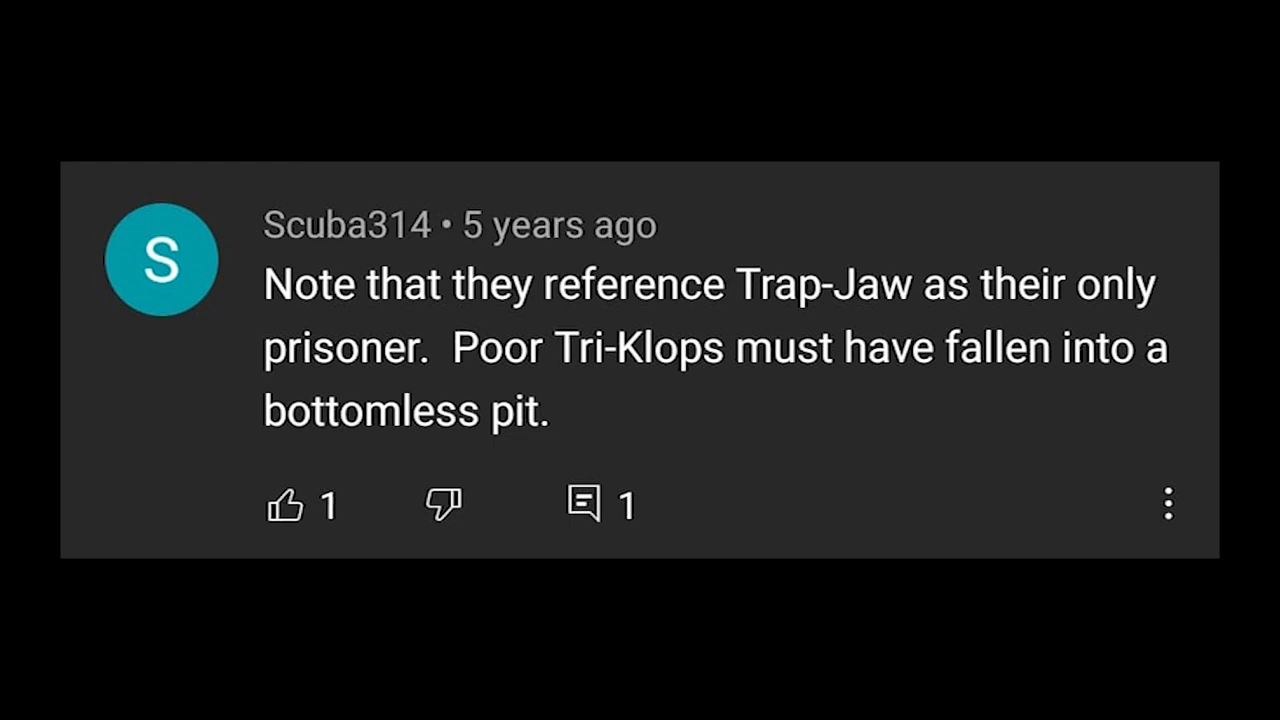 S
Scuba314 • 5 years ago
Note that they reference Trap-Jaw as their only
prisoner.  Poor Tri-Klops must have fallen into a
bottomless pit.
1 1